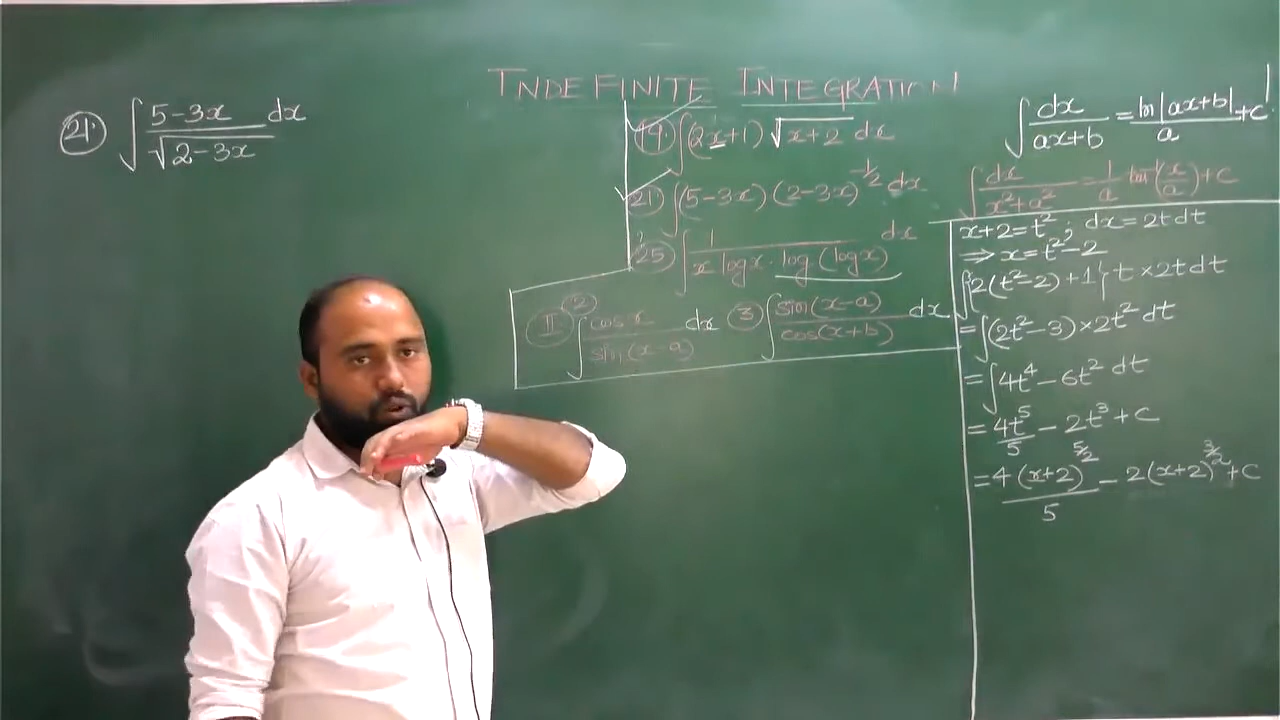 INDEFINITE INTEGRATION
21. ∫ (5-3x)/√(2-3x) dx
19 ∫(2x+1) √(x+2) dx
21 ∫(5-3x)(2-3x)^(-1/2) dx
25 ∫ 1/(x logx · log(logx)) dx
II 2 ∫ cosx/sin(x-a) dx 3 ∫ sin(x-a)/cos(x+b) dx
∫ dx/(ax+b) = ln|ax+b|/a + c
∫ dx/(x²+a²) = 1/a tan⁻¹(x/a) + c
x+2=t²; dx=2t dt
⇒ x=t²-2
∫{2(t²-2)+1}t×2t dt
=∫(2t²-3)×2t² dt
=∫4t⁴-6t² dt
= 4t⁵/5 - 2t³+c
= 4(x+2)^(5/2)/5 - 2(x+2)^(3/2)+c